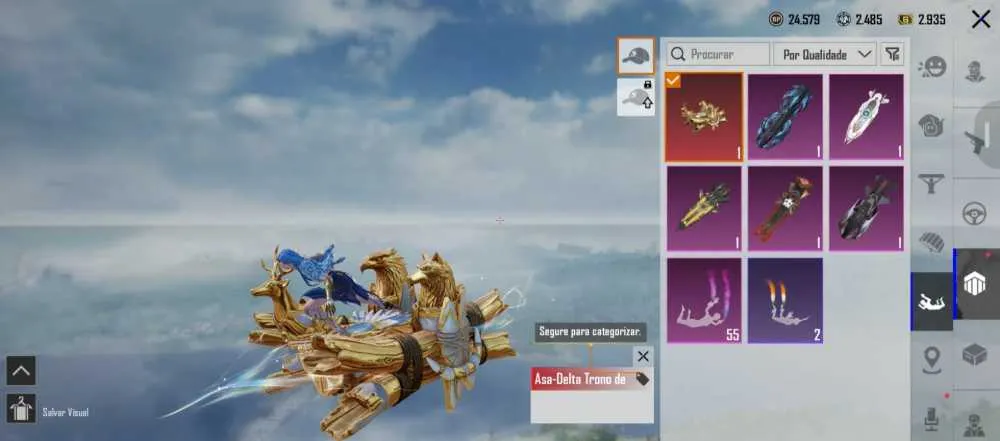 RP 24.579 2.485 2.935
Procurar
Por Qualidade
1 1 1
1 1 1
55 2
Segure para categorizar.
Asa-Delta Trono de
Salvar Visual